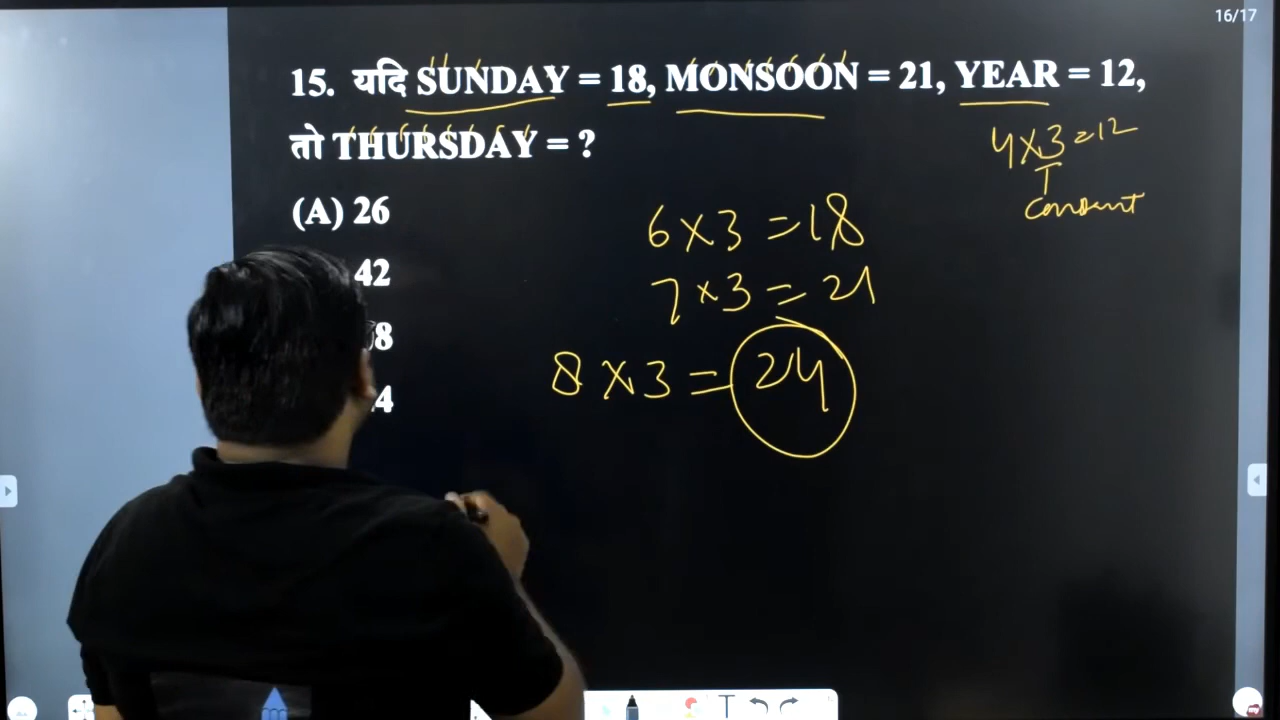 16/17
15. यदि SUNDAY = 18, MONSOON = 21, YEAR = 12,
तो THURSDAY = ?
4×3=12
(A) 26
6×3=18
42
7×3=21
8
8×3=24
4
T